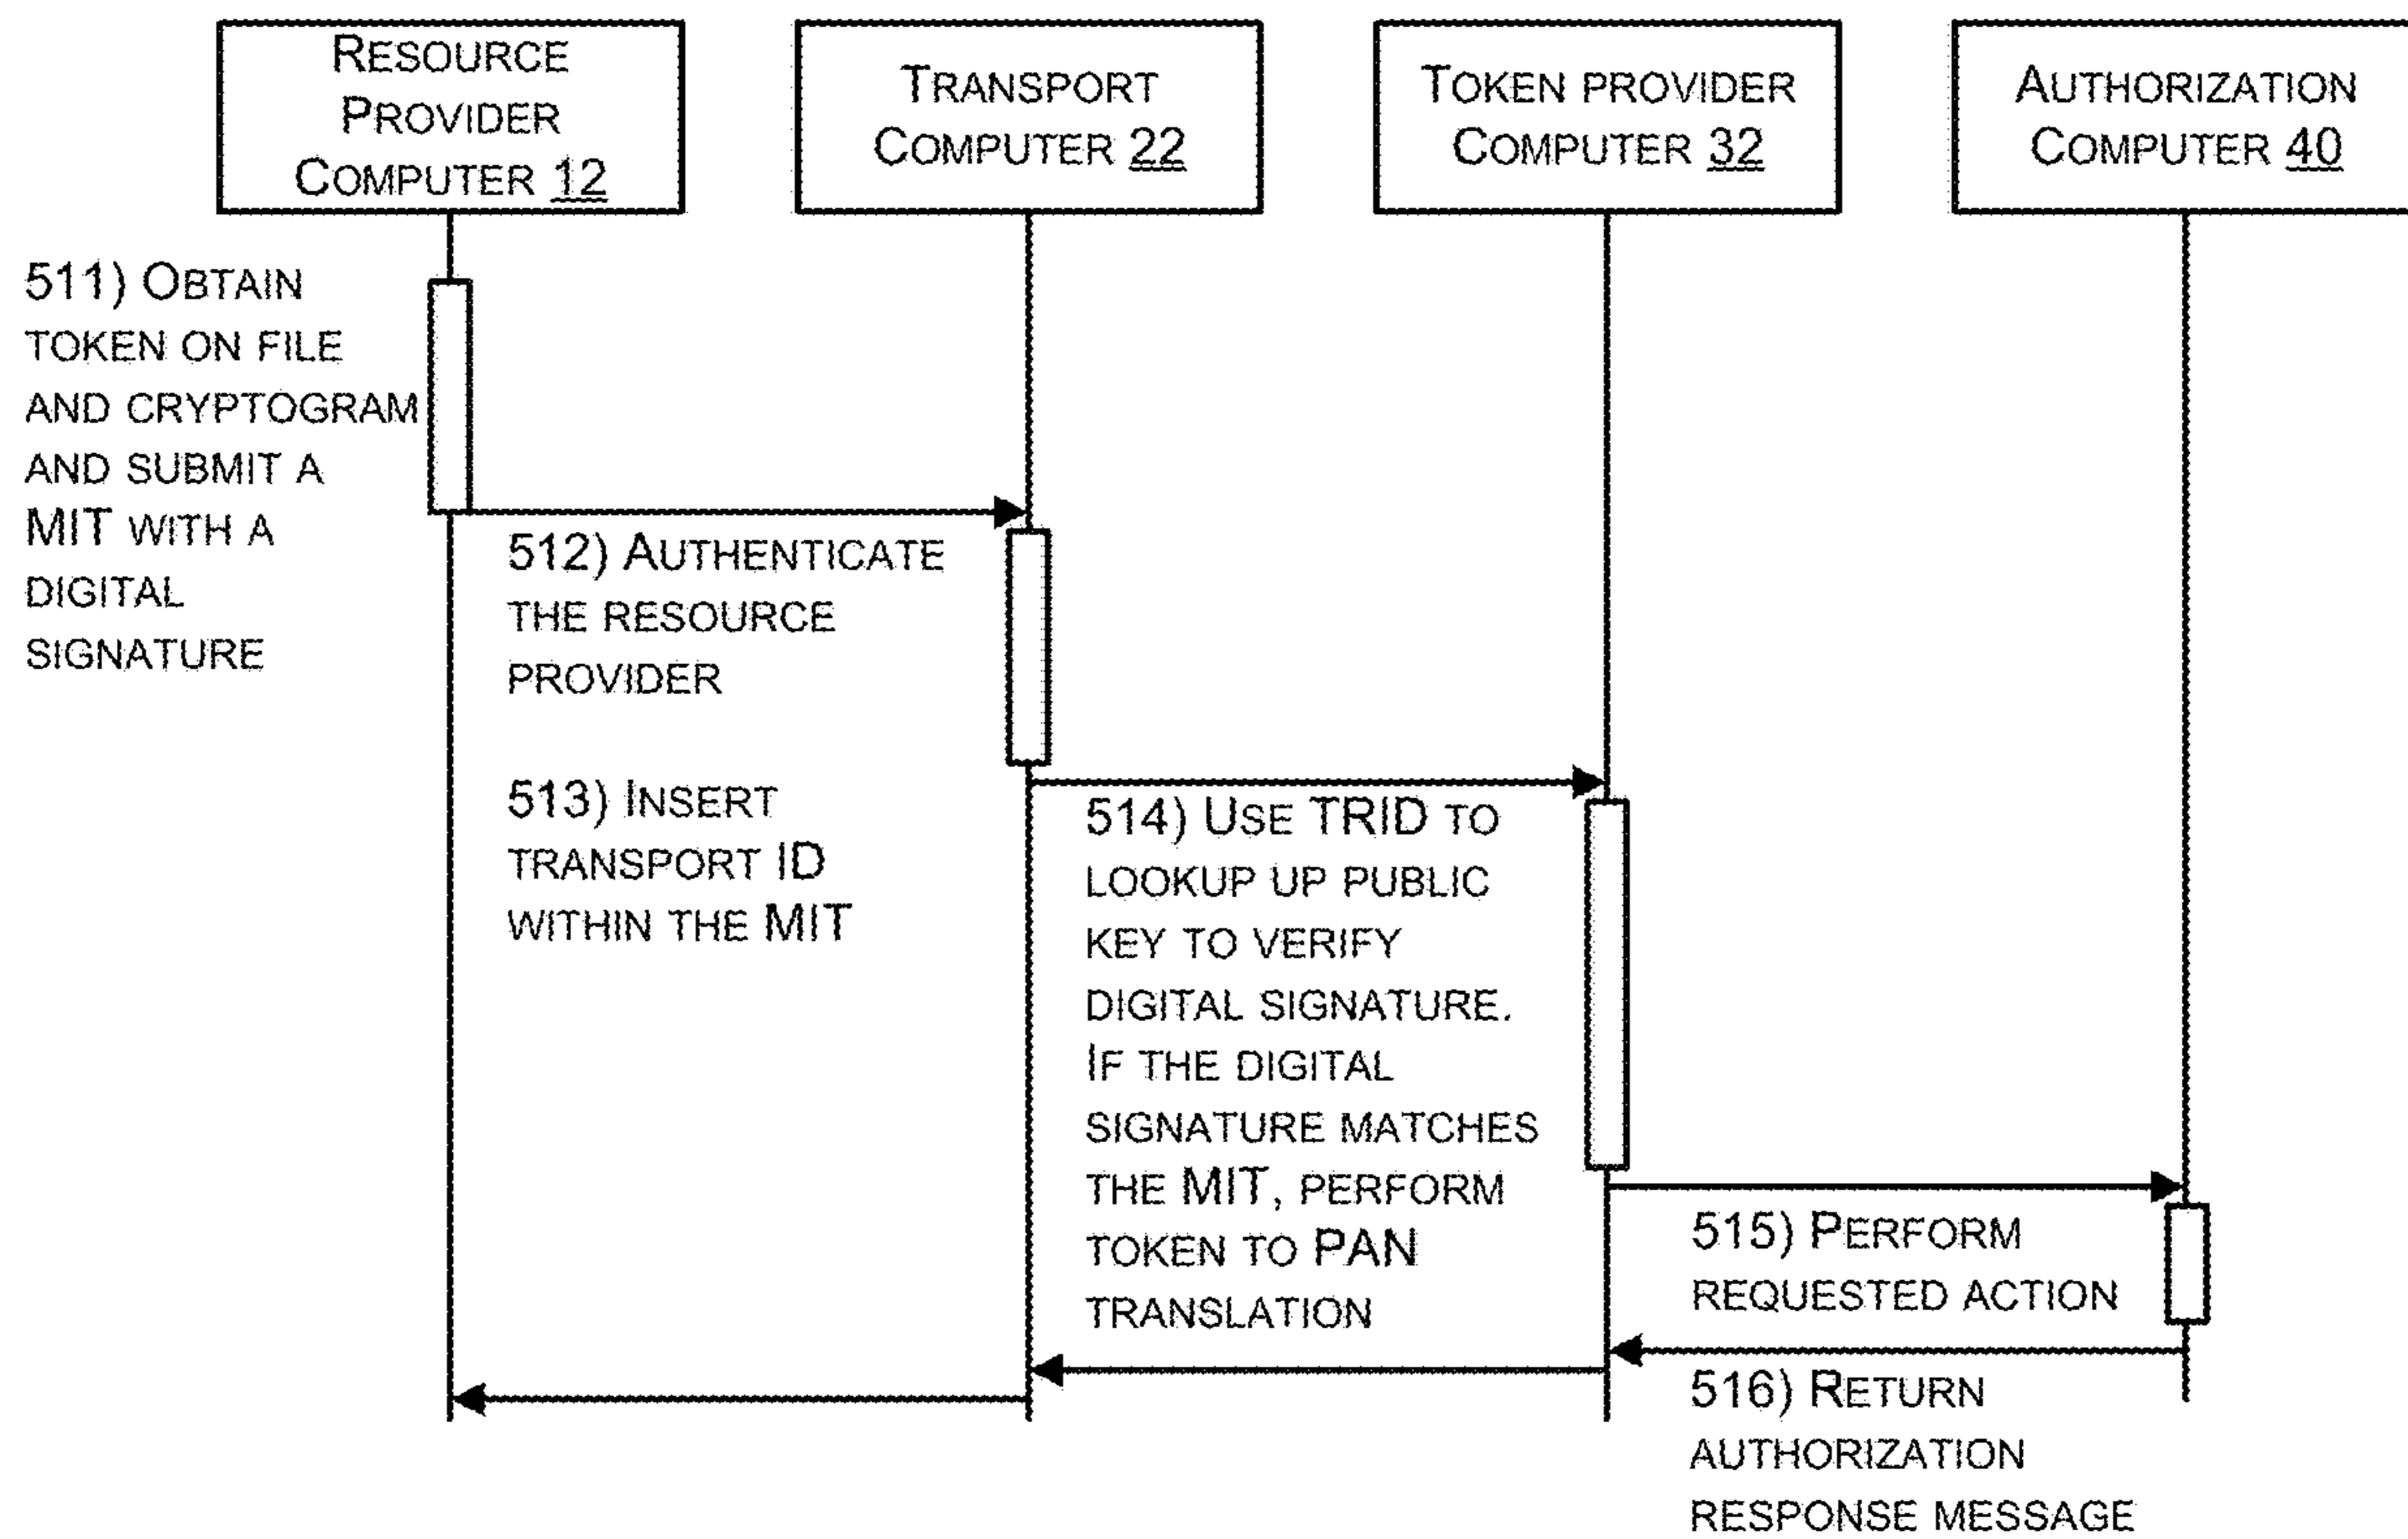 RESOURCE
PROVIDER
COMPUTER 12
TRANSPORT
COMPUTER 22
TOKEN PROVIDER
COMPUTER 32
AUTHORIZATION
COMPUTER 40
511) OBTAIN
TOKEN ON FILE
AND CRYPTOGRAM
AND SUBMIT A
MIT WITH A
DIGITAL
SIGNATURE
512) AUTHENTICATE
THE RESOURCE
PROVIDER
513) INSERT
TRANSPORT ID
WITHIN THE MIT
514) USE TRID TO
LOOKUP UP PUBLIC
KEY TO VERIFY
DIGITAL SIGNATURE.
IF THE DIGITAL
SIGNATURE MATCHES
THE MIT, PERFORM
TOKEN TO PAN
TRANSLATION
515) PERFORM
REQUESTED ACTION
516) RETURN
AUTHORIZATION
RESPONSE MESSAGE